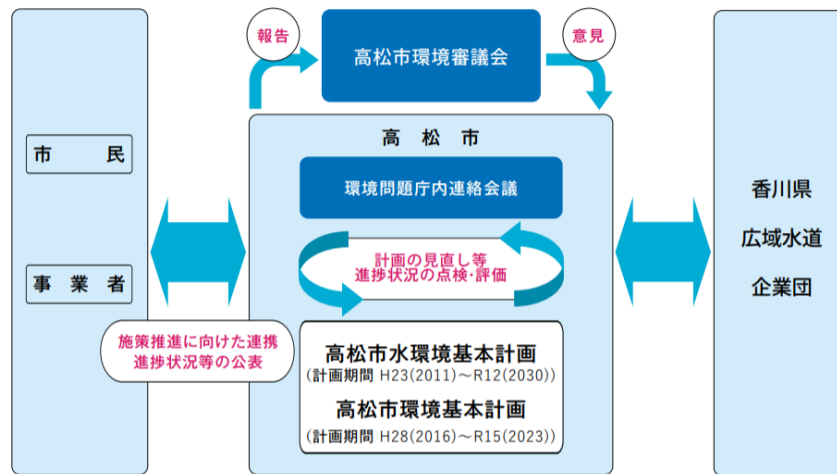 報告
高松市環境審議会
意見
市　民
事　業　者
高　松　市
環境問題庁内連絡会議
計画の見直し等
進捗状況の点検・評価
施策推進に向けた連携
進捗状況等の公表
高松市水環境基本計画
(計画期間 H23(2011)～R12(2030))
高松市環境基本計画
(計画期間 H28(2016)～R15(2023))
香川県
広域水道
企業団